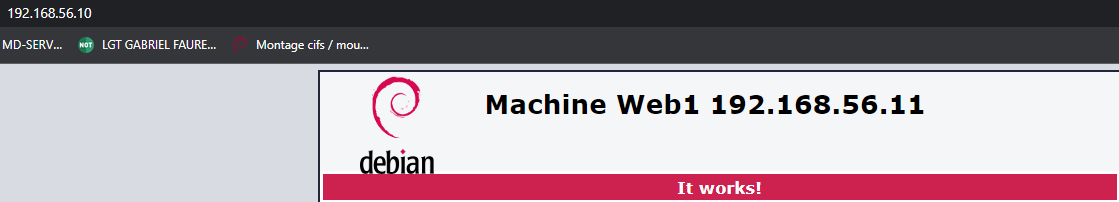 192.168.56.10
MD-SERV... NOT LGT GABRIEL FAURE... Montage cifs / mou...
Machine Web1 192.168.56.11
debian
It works!